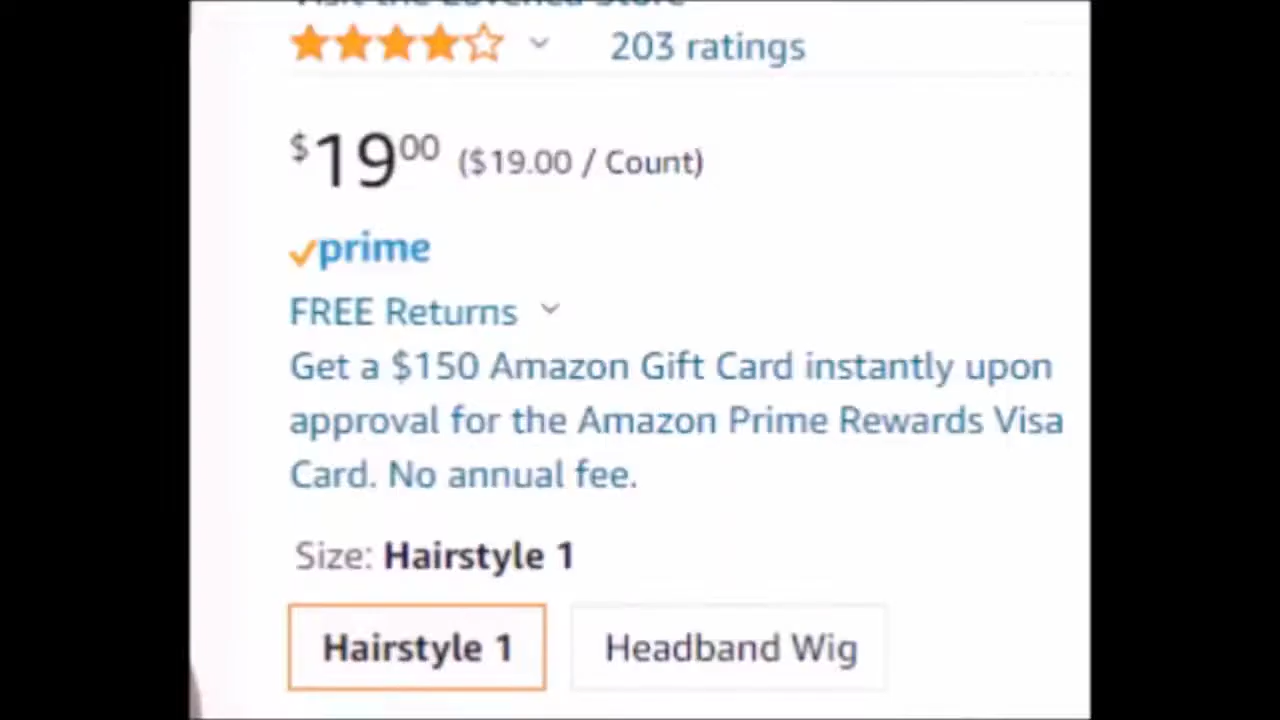 203 ratings
$19.00 ($19.00 / Count)
prime
FREE Returns
Get a $150 Amazon Gift Card instantly upon
approval for the Amazon Prime Rewards Visa
Card. No annual fee.
Size: Hairstyle 1
Hairstyle 1
Headband Wig